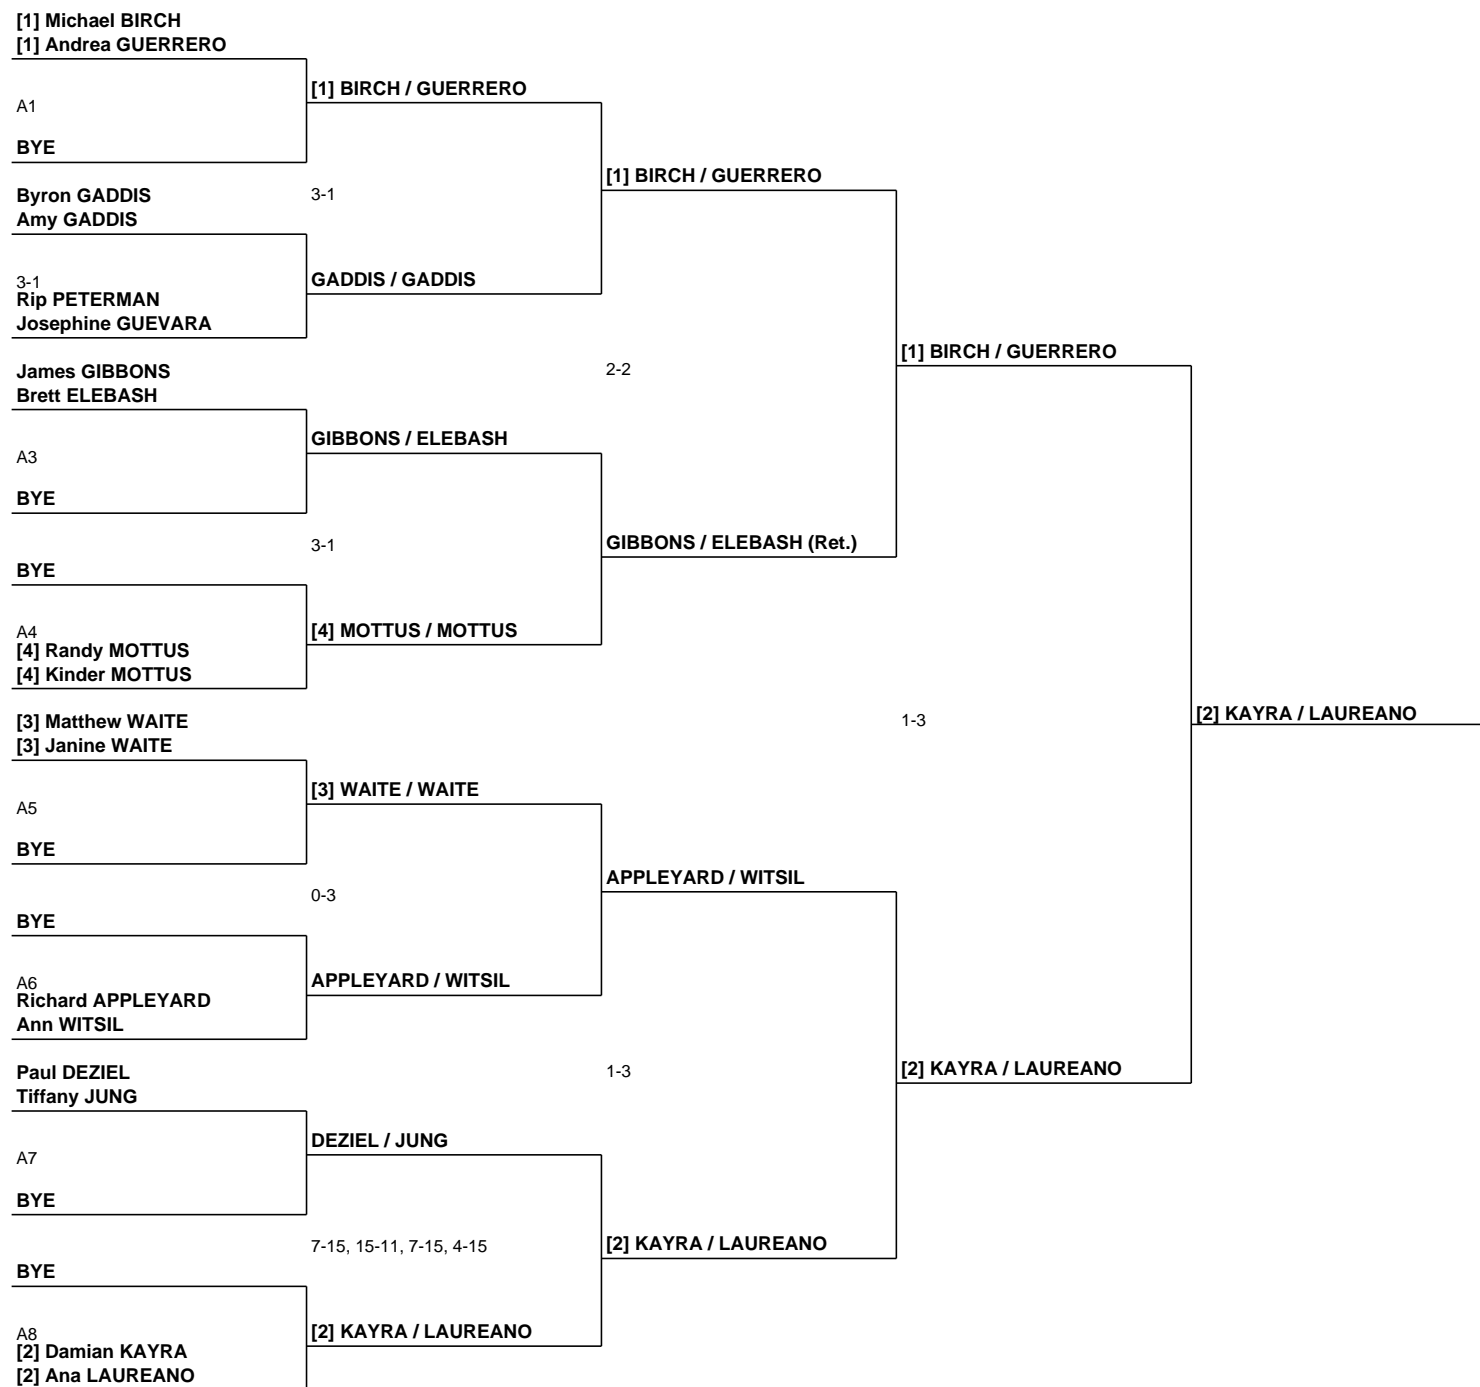 [1] Michael BIRCH
[1] Andrea GUERRERO
A1
BYE
Byron GADDIS
Amy GADDIS
3-1
Rip PETERMAN
Josephine GUEVARA
James GIBBONS
Brett ELEBASH
A3
BYE
BYE
A4
[4] Randy MOTTUS
[4] Kinder MOTTUS
[3] Matthew WAITE
[3] Janine WAITE
A5
BYE
BYE
A6
Richard APPLEYARD
Ann WITSIL
Paul DEZIEL
Tiffany JUNG
A7
BYE
BYE
A8
[2] Damian KAYRA
[2] Ana LAUREANO
[1] BIRCH / GUERRERO
3-1
GADDIS / GADDIS
GIBBONS / ELEBASH
3-1
[4] MOTTUS / MOTTUS
[3] WAITE / WAITE
0-3
APPLEYARD / WITSIL
DEZIEL / JUNG
7-15, 15-11, 7-15, 4-15
[2] KAYRA / LAUREANO
[1] BIRCH / GUERRERO
2-2
GIBBONS / ELEBASH (Ret.)
APPLEYARD / WITSIL
1-3
[2] KAYRA / LAUREANO
[1] BIRCH / GUERRERO
1-3
[2] KAYRA / LAUREANO
[2] KAYRA / LAUREANO